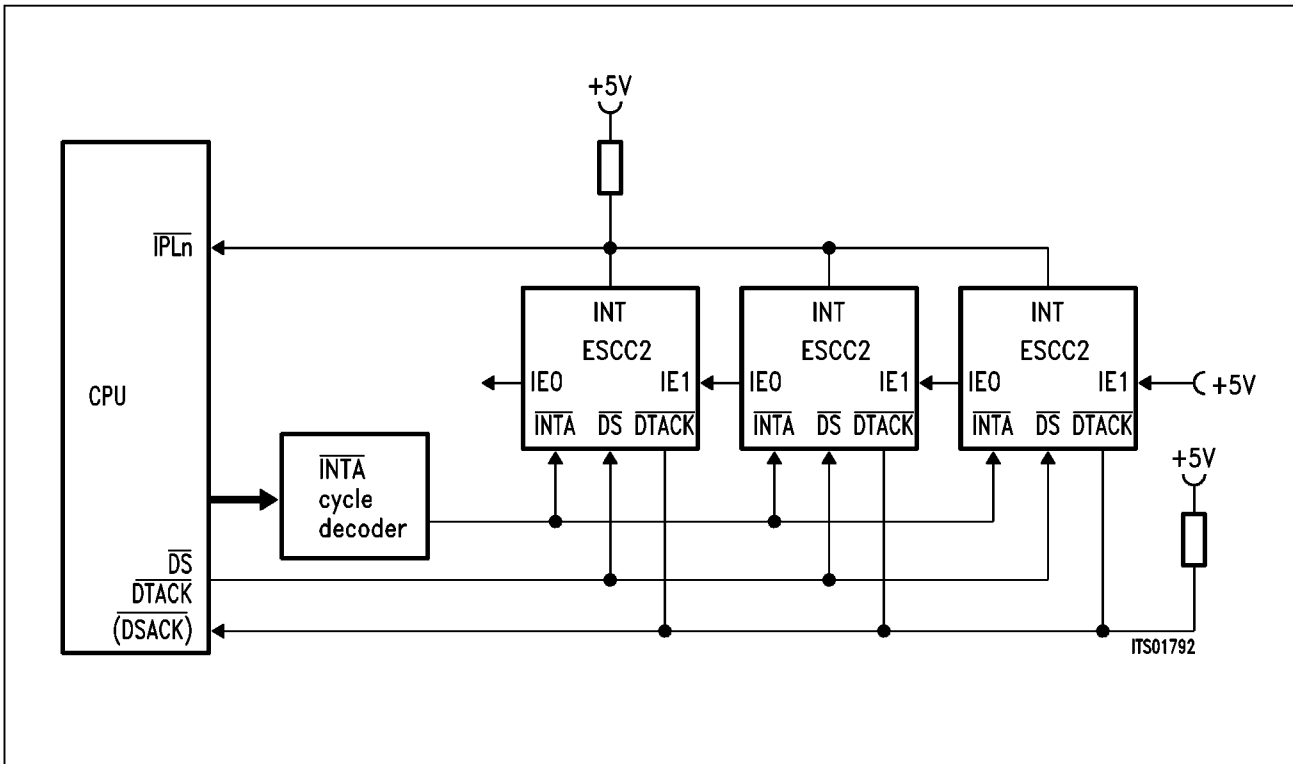 +5V
IPLn
INT
INT
INT
ESCC2
ESCC2
ESCC2
IE0
IE1
IE0
IE1
IE0
IE1
+5V
CPU
INTA
DS
DTACK
INTA
DS
DTACK
INTA
DS
DTACK
+5V
INTA
cycle
decoder
DS
DTACK
(DSACK)
ITS01792